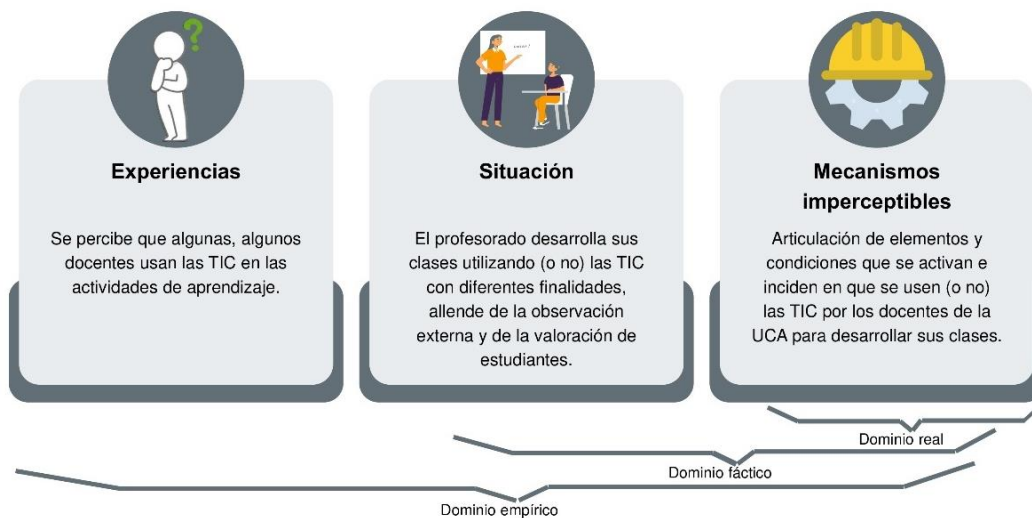 Experiencias
Se percibe que algunas, algunos
docentes usan las TIC en las
actividades de aprendizaje.
Situación
El profesorado desarrolla sus
clases utilizando (o no) las TIC
con diferentes finalidades,
allende de la observación
externa y de la valoración de
estudiantes.
Mecanismos
imperceptibles
Articulación de elementos y
condiciones que se activan e
inciden en que se usen (o no)
las TIC por los docentes de la
UCA para desarrollar sus clases.
Dominio real
Dominio fáctico
Dominio empírico